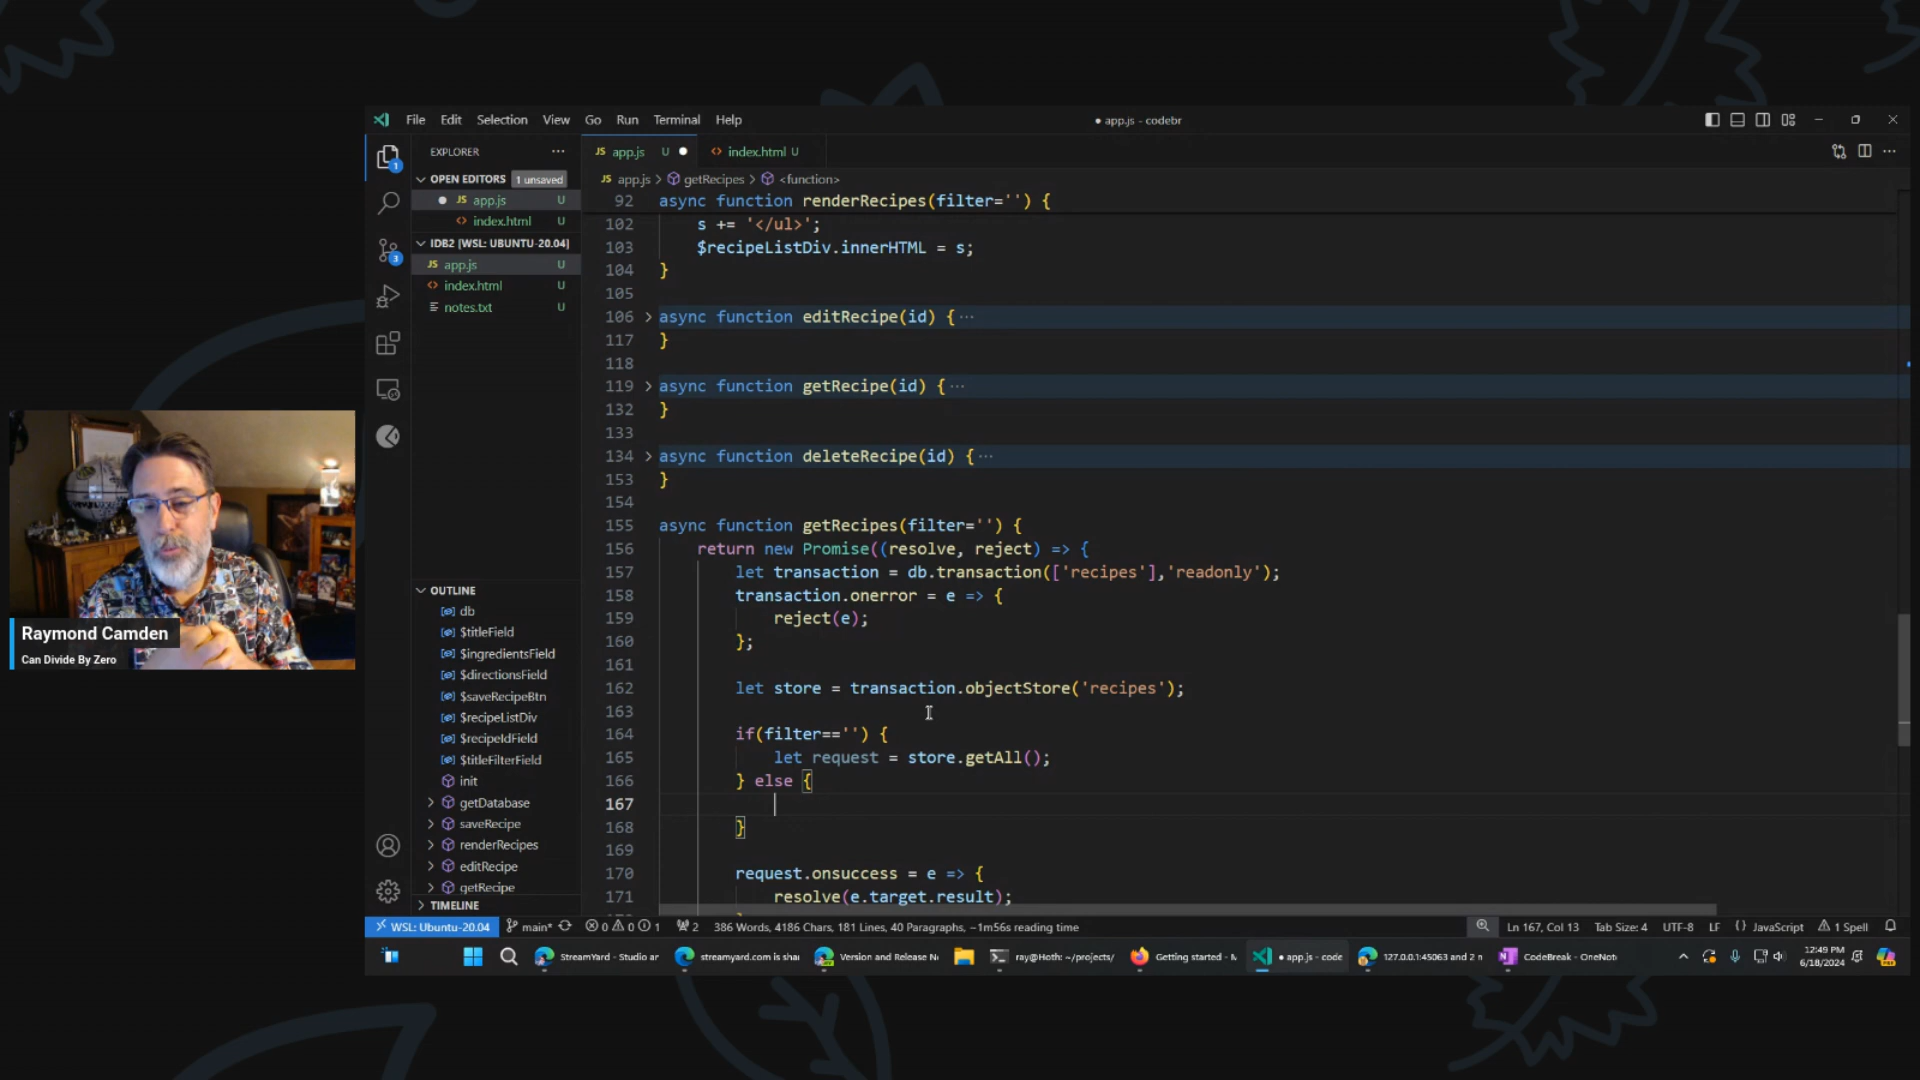 File Edit Selection View Go Run Terminal Help
● app.js - codebr
EXPLORER
OPEN EDITORS 1 unsaved
JS app.js U
<> index.html U
IDB2 [WSL: UBUNTU-20.04]
JS app.js U
<> index.html U
notes.txt U
1
3
OUTLINE
db
$titleField
$ingredientsField
$directionsField
$saveRecipeBtn
$recipeListDiv
$recipeIdField
$titleFilterField
init
getDatabase
saveRecipe
renderRecipes
editRecipe
getRecipe
TIMELINE
JS app.js U ● <> index.html U
JS app.js > getRecipes > <function>
92 async function renderRecipes(filter='') {
102 s += '</ul>';
103 $recipeListDiv.innerHTML = s;
104 }
105
106 > async function editRecipe(id) { ···
117 }
118
119 > async function getRecipe(id) { ···
132 }
133
134 > async function deleteRecipe(id) { ···
153 }
154
155 async function getRecipes(filter='') {
156 return new Promise((resolve, reject) => {
157 let transaction = db.transaction(['recipes'],'readonly');
158 transaction.onerror = e => {
159 reject(e);
160 };
161
162 let store = transaction.objectStore('recipes');
163
164 if(filter=='') {
165 let request = store.getAll();
166 } else {
167
168 }
169
170 request.onsuccess = e => {
171 resolve(e.target.result);
Raymond Camden
Can Divide By Zero
WSL: Ubuntu-20.04 main* 0 0 1 2 386 Words, 4186 Chars, 181 Lines, 40 Paragraphs, ~1m56s reading time Ln 167, Col 13 Tab Size: 4 UTF-8 LF {} JavaScript 1 Spell
StreamYard - Studio ar streamyard.com is shai Version and Release N ray@Hoth: ~/projects/ Getting started - ● app.js - code 127.0.0.1:45063 and 2 n CodeBreak - OneNot 12:49 PM
6/18/2024